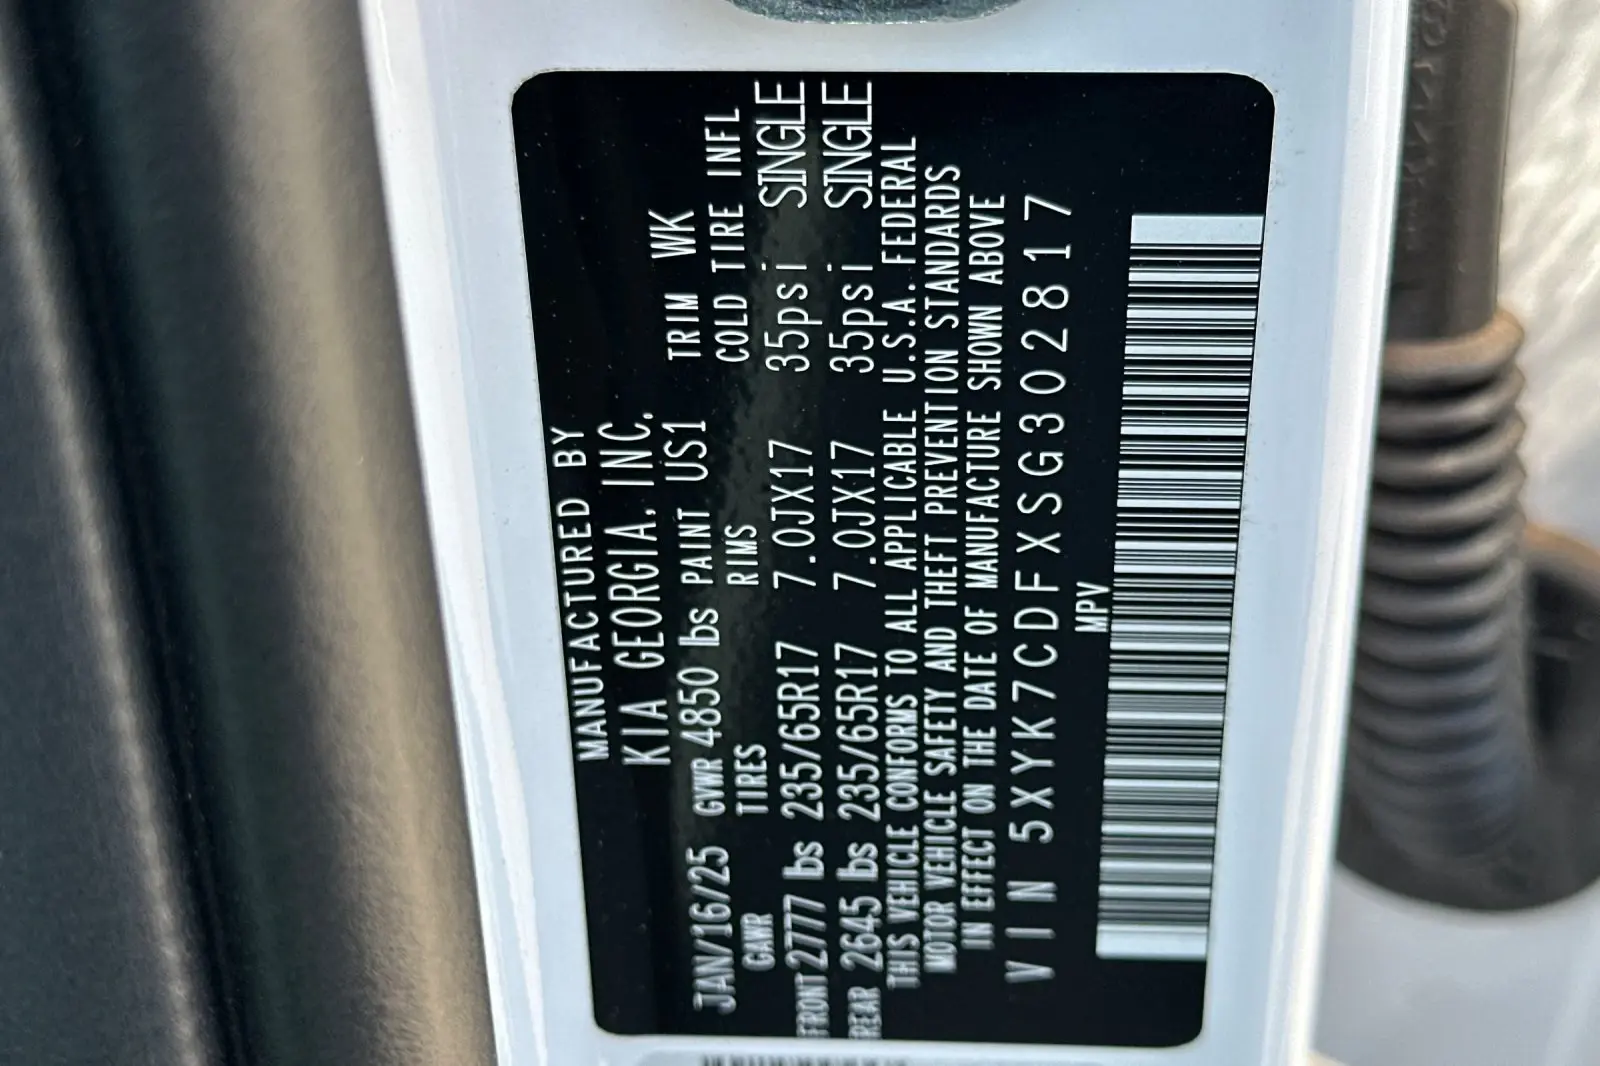 MANUFACTURED BY
KIA GEORGIA, INC.
JAN/16/25 GVWR 4850 lbs PAINT US1 TRIM WK
GAWR TIRES RIMS COLD TIRE INFL
FRONT 2777 lbs 235/65R17 7.0JX17 35psi SINGLE
REAR 2645 lbs 235/65R17 7.0JX17 35psi SINGLE
THIS VEHICLE CONFORMS TO ALL APPLICABLE U.S.A. FEDERAL
MOTOR VEHICLE SAFETY AND THEFT PREVENTION STANDARDS
IN EFFECT ON THE DATE OF MANUFACTURE SHOWN ABOVE
VIN 5XYK7CDFXSG302817
MPV